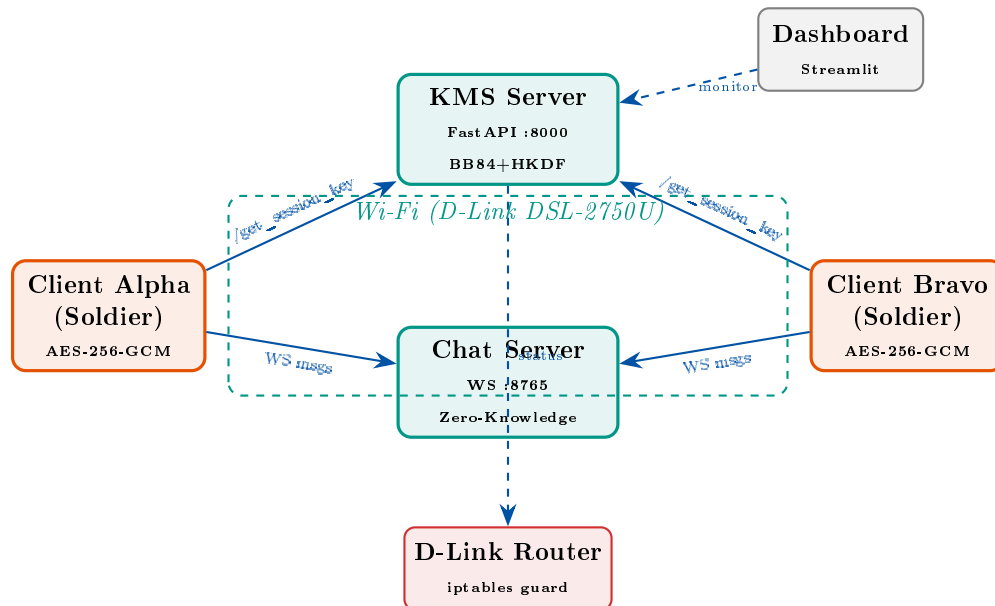 Dashboard
Streamlit
monitor
KMS Server
FastAPI :8000
BB84+HKDF
/get_session_key
/get_session_key
Wi-Fi (D-Link DSL-2750U)
Client Alpha
(Soldier)
AES-256-GCM
Client Bravo
(Soldier)
AES-256-GCM
WS msgs
WS msgs
Chat Server
status
WS :8765
Zero-Knowledge
D-Link Router
iptables guard